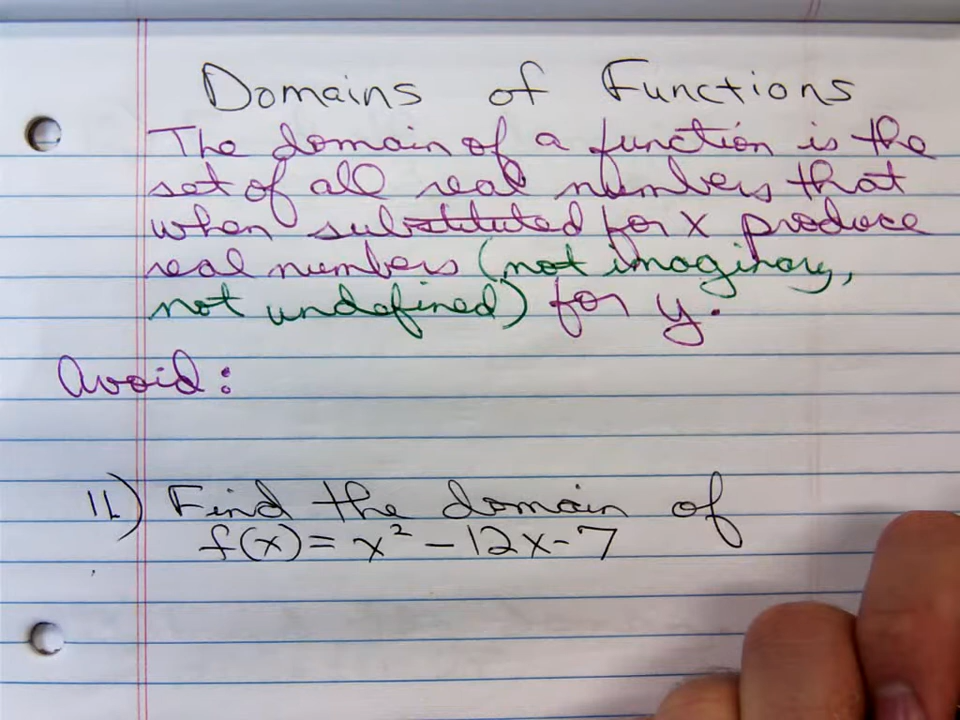 Domains of Functions
The domain of a function is the
set of all real numbers that
when substituted for x produce
real numbers (not imaginary,
not undefined) for y.
Avoid:
11) Find the domain of
f(x) = x² - 12x - 7